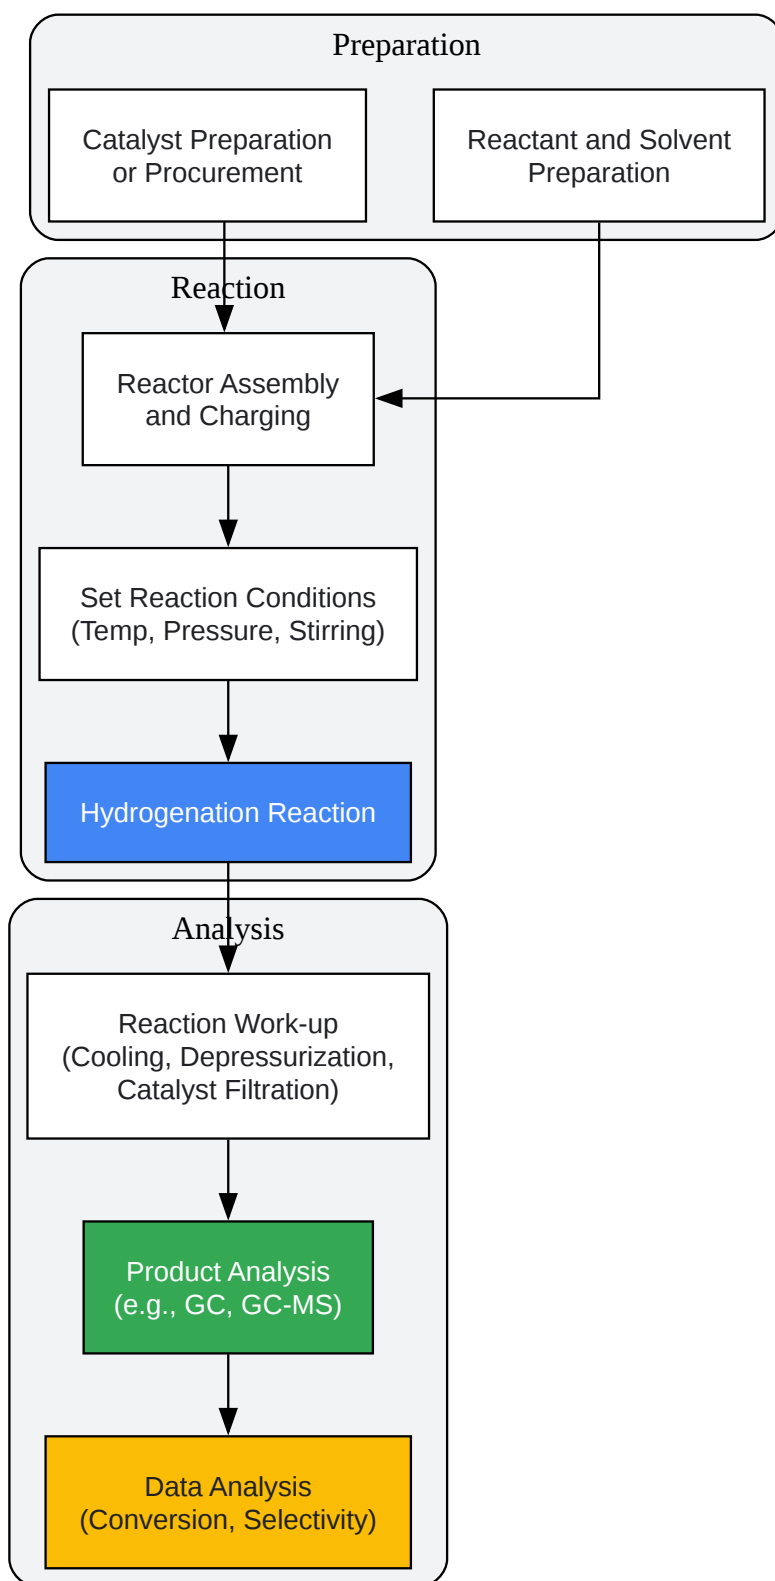 Preparation
Catalyst Preparation
or Procurement
Reactant and Solvent
Preparation
Reaction
Reactor Assembly
and Charging
Set Reaction Conditions
(Temp, Pressure, Stirring)
Hydrogenation Reaction
Analysis
Reaction Work-up
(Cooling, Depressurization,
Catalyst Filtration)
Product Analysis
(e.g., GC, GC-MS)
Data Analysis
(Conversion, Selectivity)